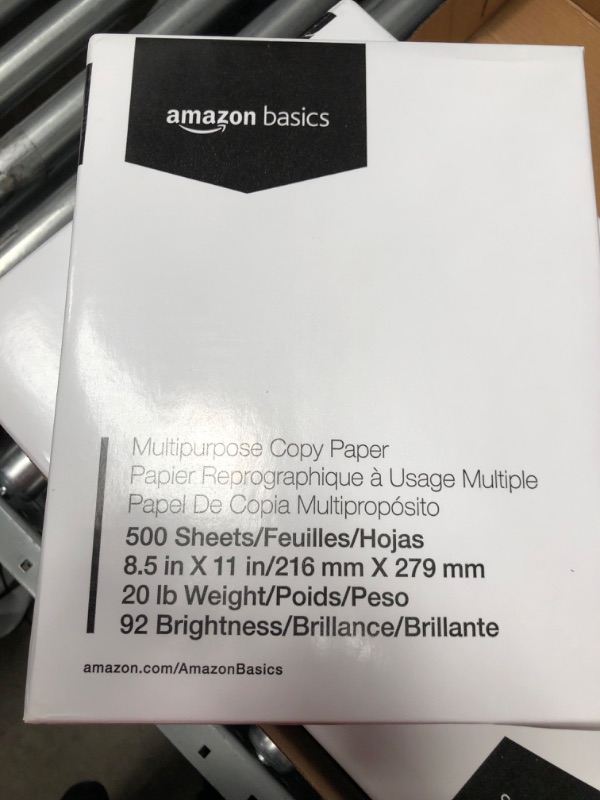 amazon basics
Multipurpose Copy Paper
Papier Reprographique à Usage Multiple
Papel De Copia Multipropósito
500 Sheets/Feuilles/Hojas
8.5 in X 11 in/216 mm X 279 mm
20 lb Weight/Poids/Peso
92 Brightness/Brillance/Brillante
amazon.com/AmazonBasics